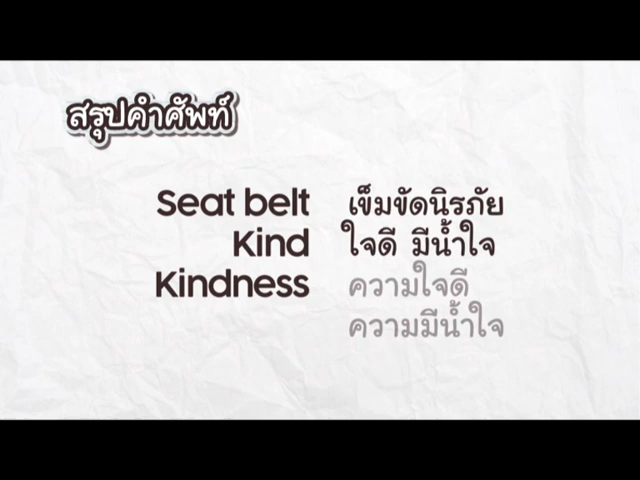 สรุปคำศัพท์
Seat belt เข็มขัดนิรภัย
Kind ใจดี มีน้ำใจ
Kindness ความใจดี
ความมีน้ำใจ